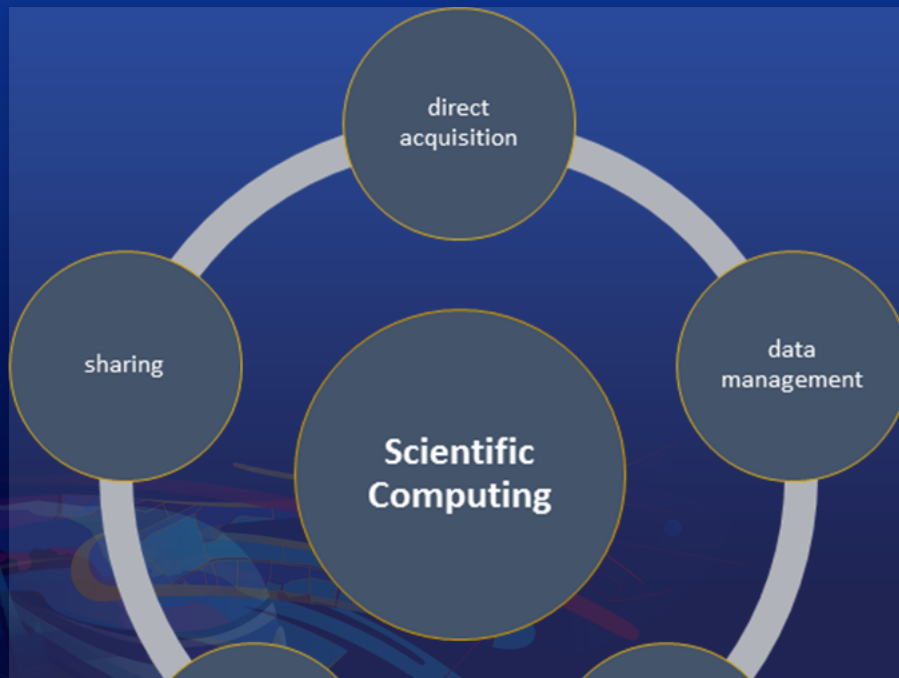 direct
acquisition
sharing
data
management
Scientific
Computing